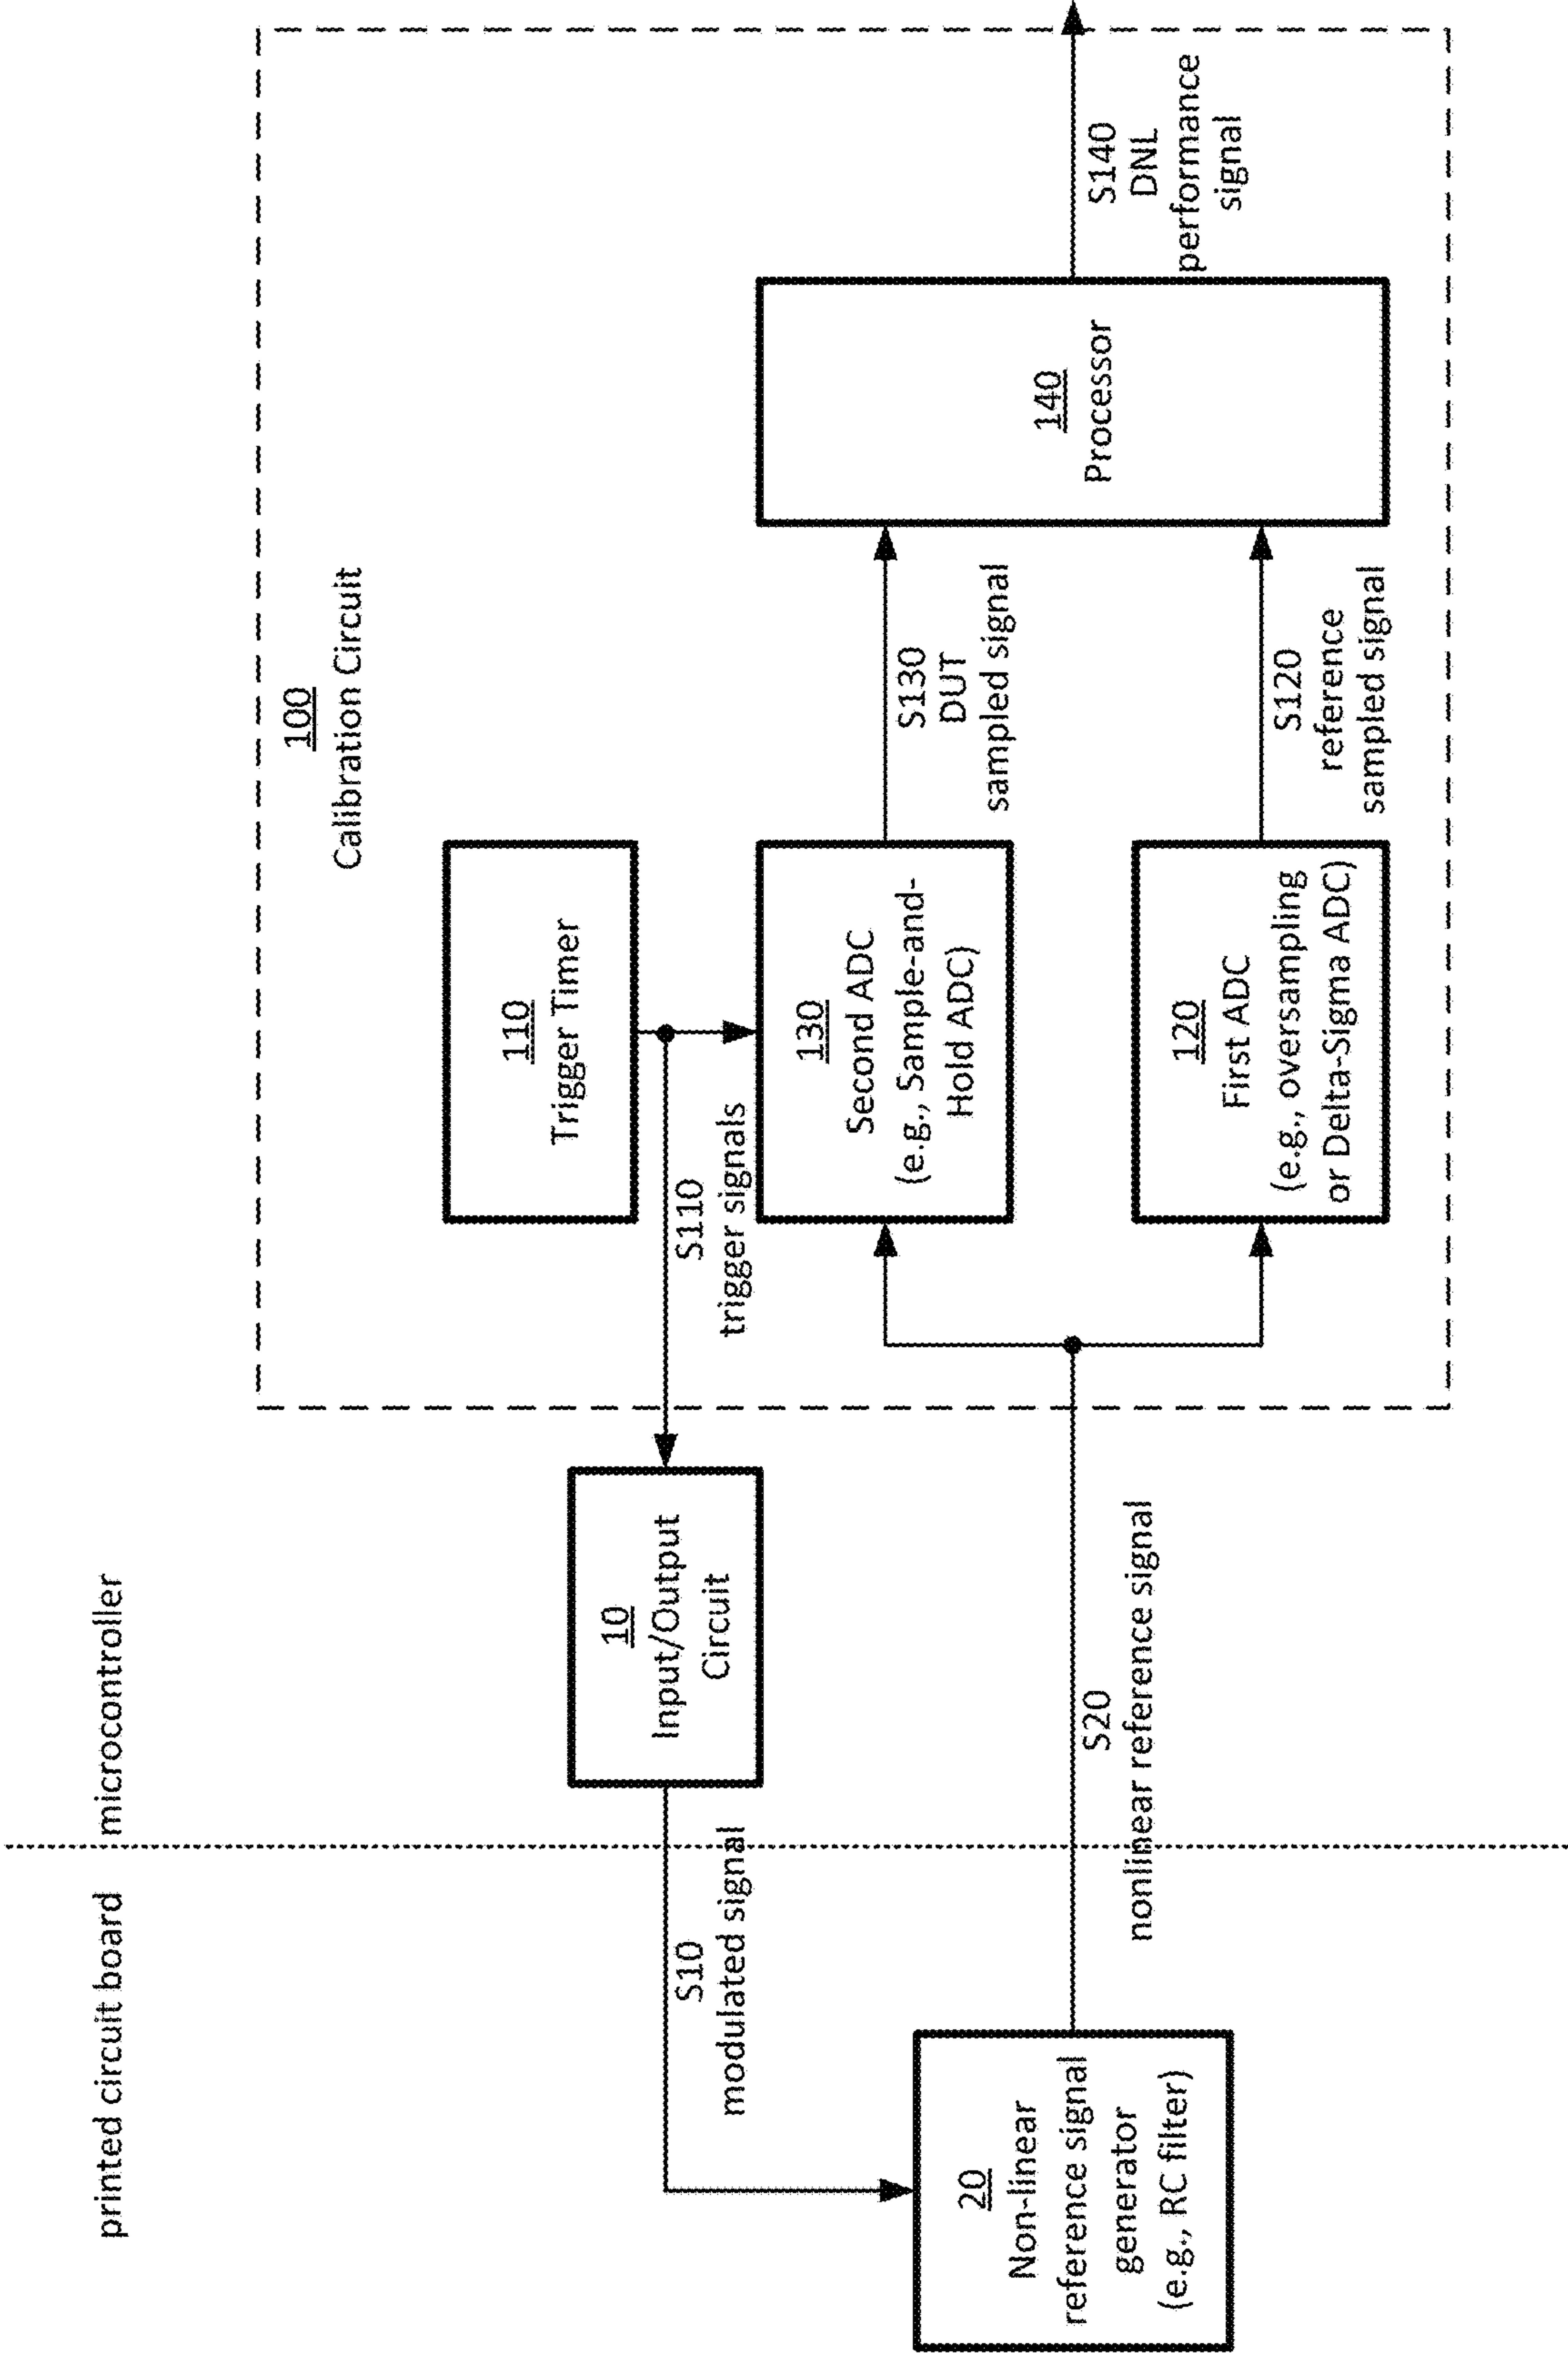 printed circuit board
microcontroller
100
Calibration Circuit
110
Trigger Timer
S110
trigger signals
10
Input/Output
Circuit
S10
modulated signal
130
Second ADC
(e.g., Sample-and-
Hold ADC)
S130
DUT
sampled signal
140
Processor
S140
DNL
performance
signal
20
Non-linear
reference signal
generator
(e.g., RC filter)
S20
nonlinear reference signal
120
First ADC
(e.g., oversampling
or Delta-Sigma ADC)
S120
reference
sampled signal